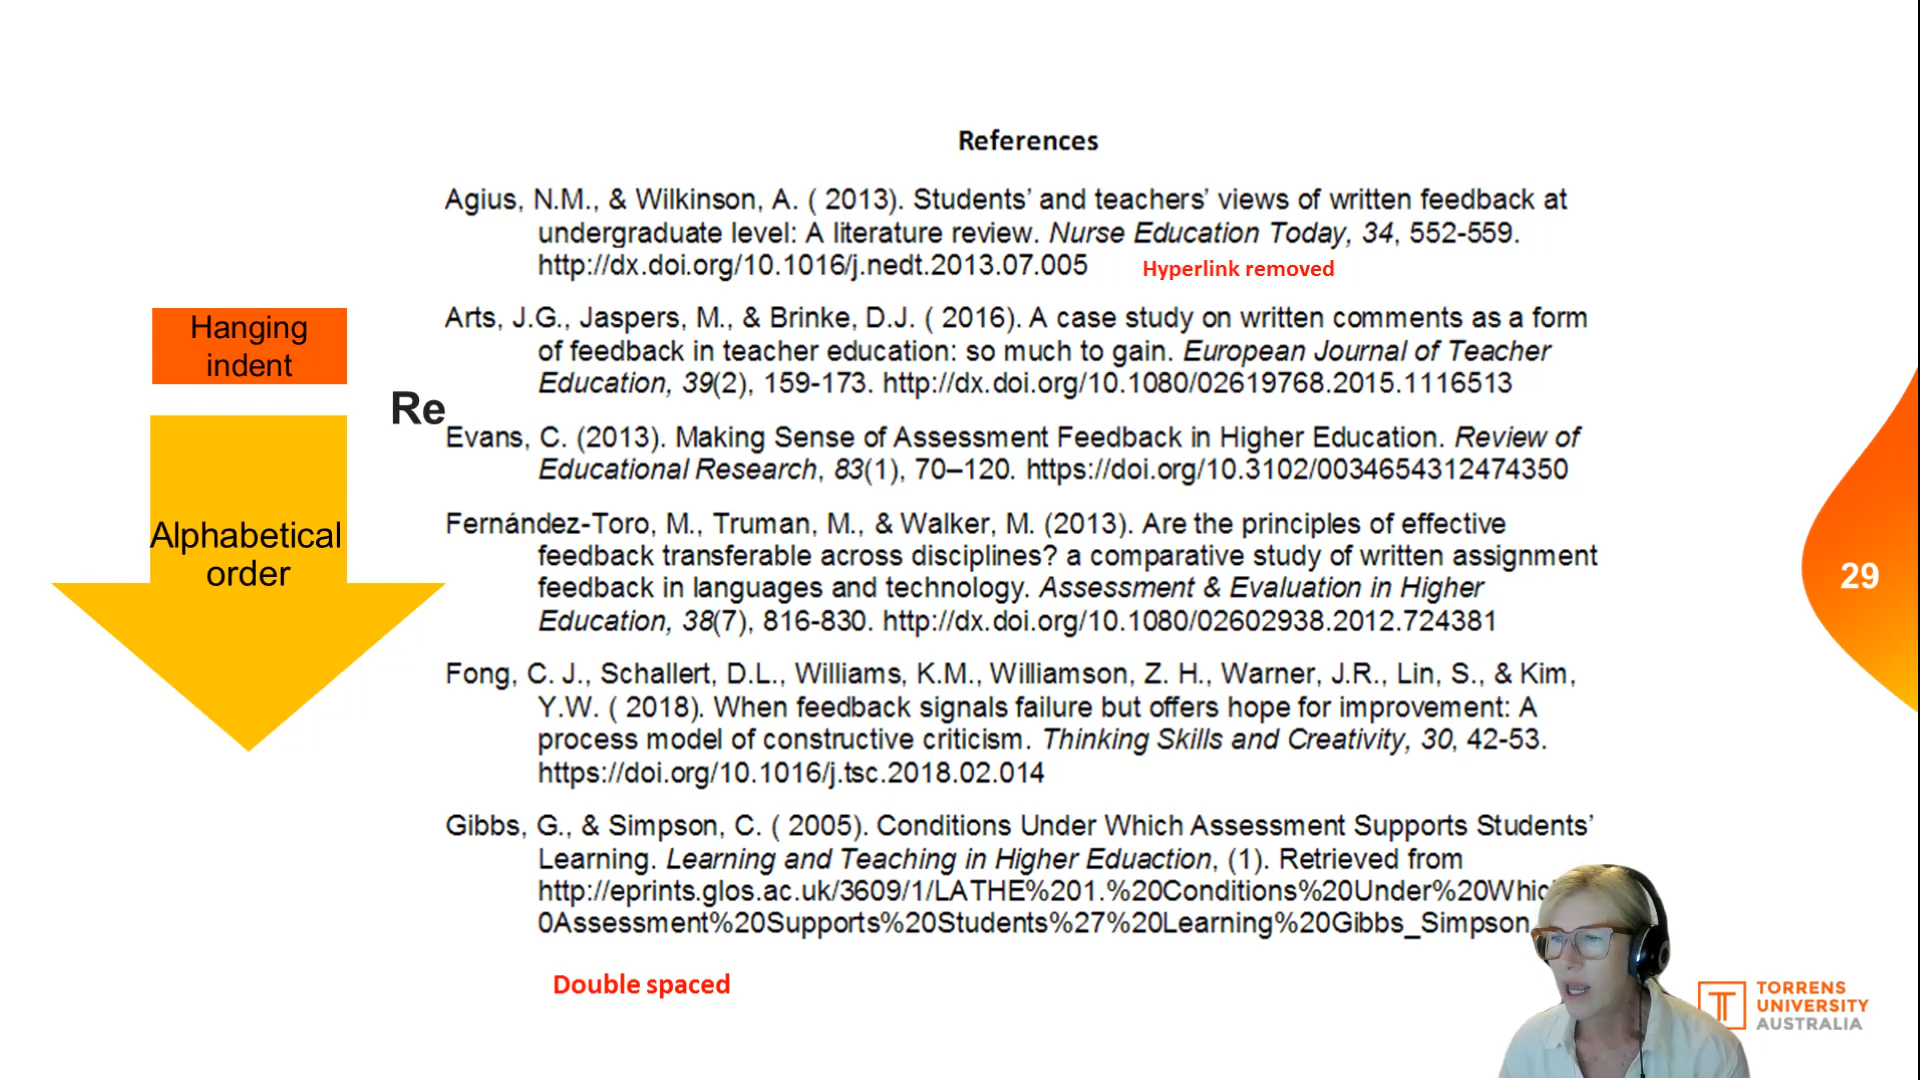 References
Agius, N.M., & Wilkinson, A. ( 2013). Students’ and teachers’ views of written feedback at
undergraduate level: A literature review. Nurse Education Today, 34, 552-559.
http://dx.doi.org/10.1016/j.nedt.2013.07.005 Hyperlink removed
Arts, J.G., Jaspers, M., & Brinke, D.J. ( 2016). A case study on written comments as a form
of feedback in teacher education: so much to gain. European Journal of Teacher
Education, 39(2), 159-173. http://dx.doi.org/10.1080/02619768.2015.1116513
Evans, C. (2013). Making Sense of Assessment Feedback in Higher Education. Review of
Educational Research, 83(1), 70–120. https://doi.org/10.3102/0034654312474350
Fernández-Toro, M., Truman, M., & Walker, M. (2013). Are the principles of effective
feedback transferable across disciplines? a comparative study of written assignment
feedback in languages and technology. Assessment & Evaluation in Higher
Education, 38(7), 816-830. http://dx.doi.org/10.1080/02602938.2012.724381
Fong, C. J., Schallert, D.L., Williams, K.M., Williamson, Z. H., Warner, J.R., Lin, S., & Kim,
Y.W. ( 2018). When feedback signals failure but offers hope for improvement: A
process model of constructive criticism. Thinking Skills and Creativity, 30, 42-53.
https://doi.org/10.1016/j.tsc.2018.02.014
Gibbs, G., & Simpson, C. ( 2005). Conditions Under Which Assessment Supports Students’
Learning. Learning and Teaching in Higher Eduaction, (1). Retrieved from
http://eprints.glos.ac.uk/3609/1/LATHE%201.%20Conditions%20Under%20Whic
0Assessment%20Supports%20Students%27%20Learning%20Gibbs_Simpson.
Double spaced
Hanging
indent
Re
Alphabetical
order
29
TORRENS
UNIVERSITY
AUSTRALIA